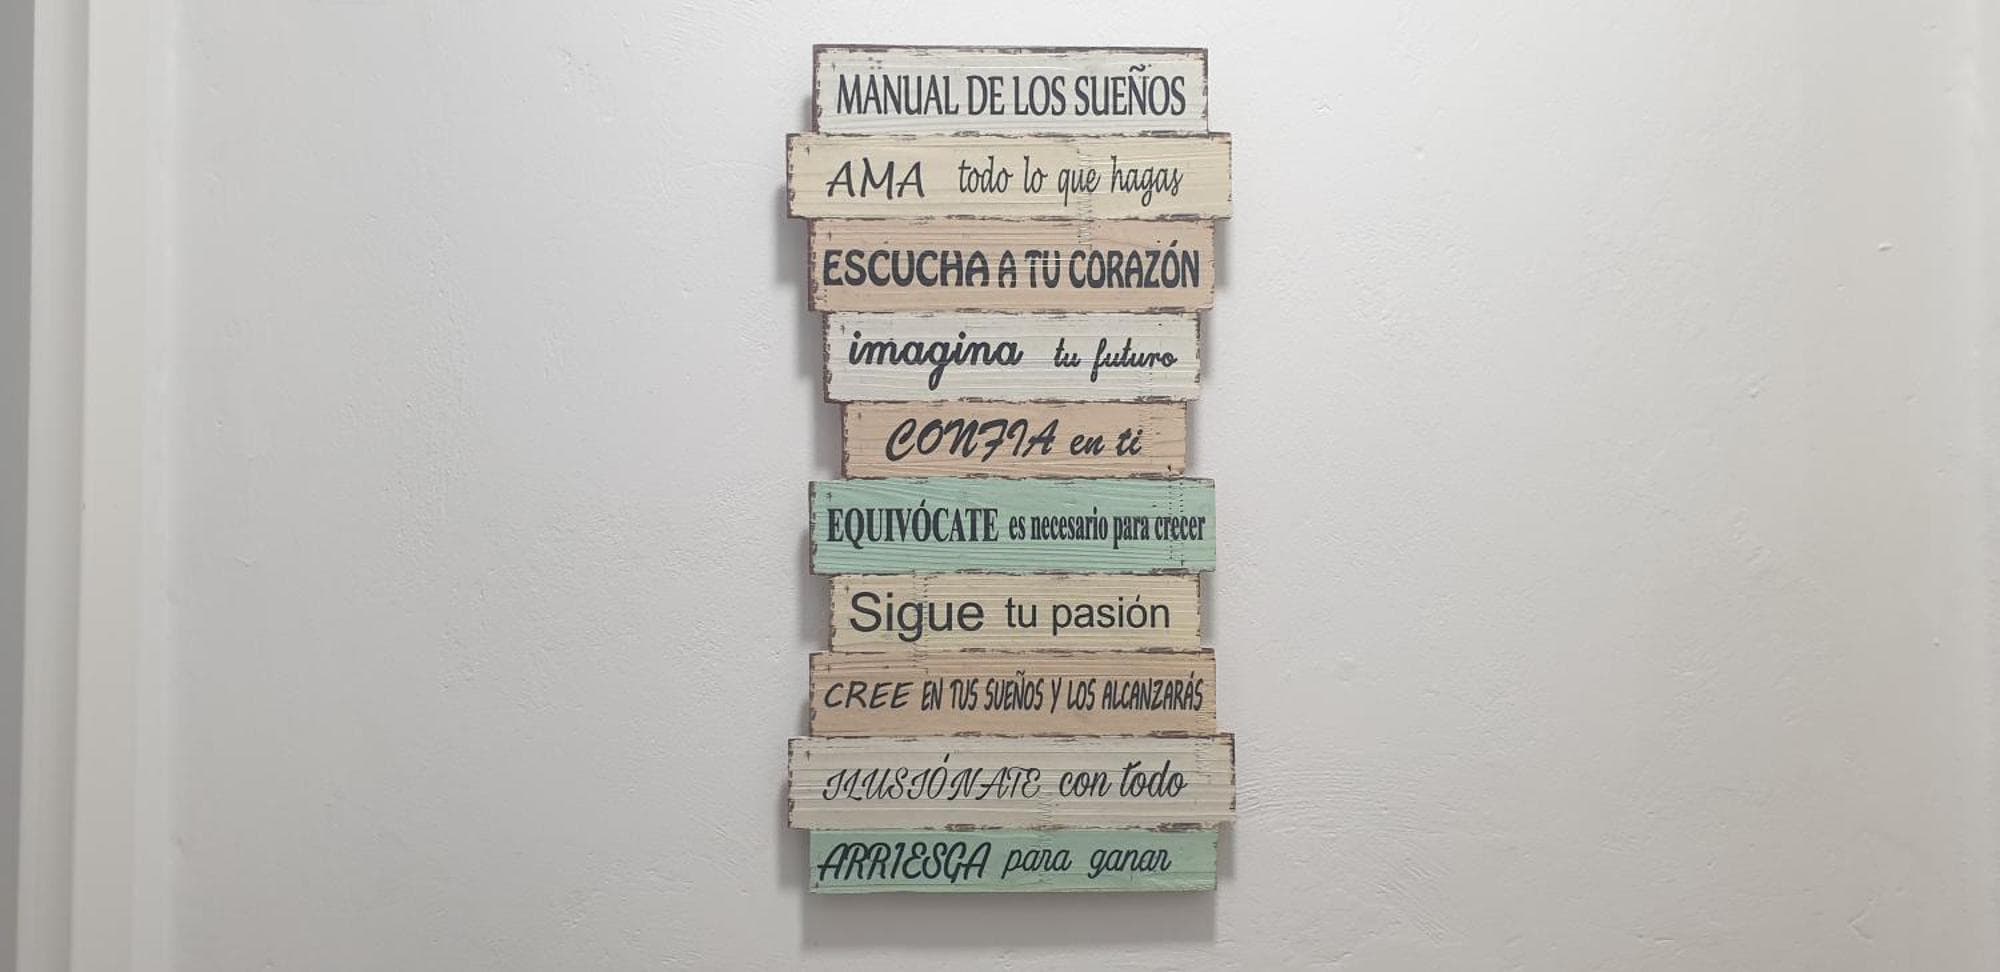 MANUAL DE LOS SUEÑOS
AMA todo lo que hagas
ESCUCHA A TU CORAZÓN
imagina tu futuro
CONFIA en ti
EQUIVÓCATE es necesario para crecer
Sigue tu pasión
CREE EN TUS SUEÑOS Y LOS ALCANZARÁS
ILUSIÓNATE con todo
ARRIESGA para ganar